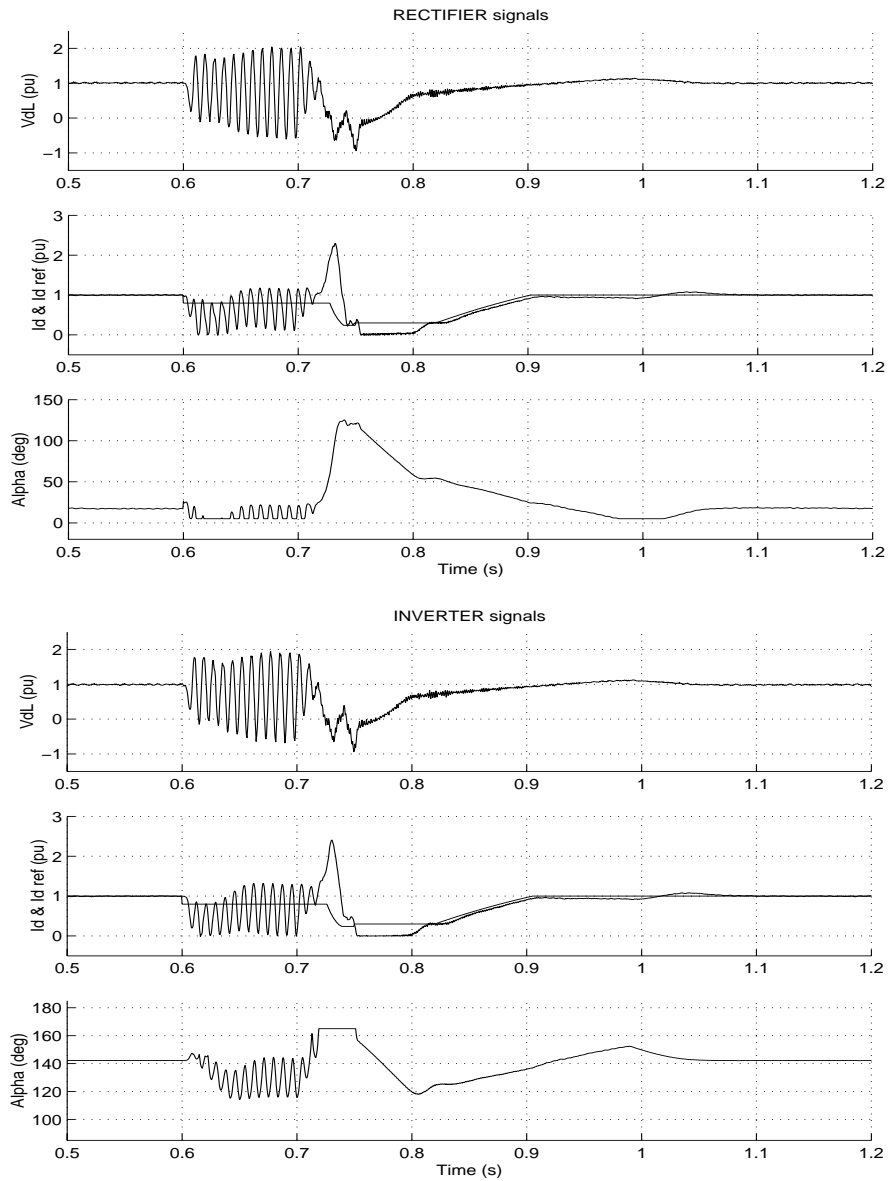 RECTIFIER signals
VdL (pu)
2
1
0
−1
0.5 0.6 0.7 0.8 0.9 1 1.1 1.2
Id & Id ref (pu)
3
2
1
0
0.5 0.6 0.7 0.8 0.9 1 1.1 1.2
Alpha (deg)
150
100
50
0
0.5 0.6 0.7 0.8 0.9 1 1.1 1.2
Time (s)
INVERTER signals
VdL (pu)
2
1
0
−1
0.5 0.6 0.7 0.8 0.9 1 1.1 1.2
Id & Id ref (pu)
3
2
1
0
0.5 0.6 0.7 0.8 0.9 1 1.1 1.2
Alpha (deg)
180
160
140
120
100
0.5 0.6 0.7 0.8 0.9 1 1.1 1.2
Time (s)